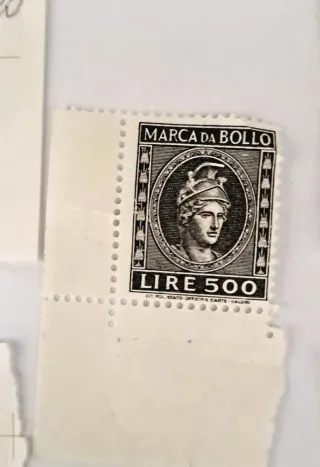 MARCA DA BOLLO
LIRE 500
IST. POL. STATO - OFFICINA CARTE - VALORI